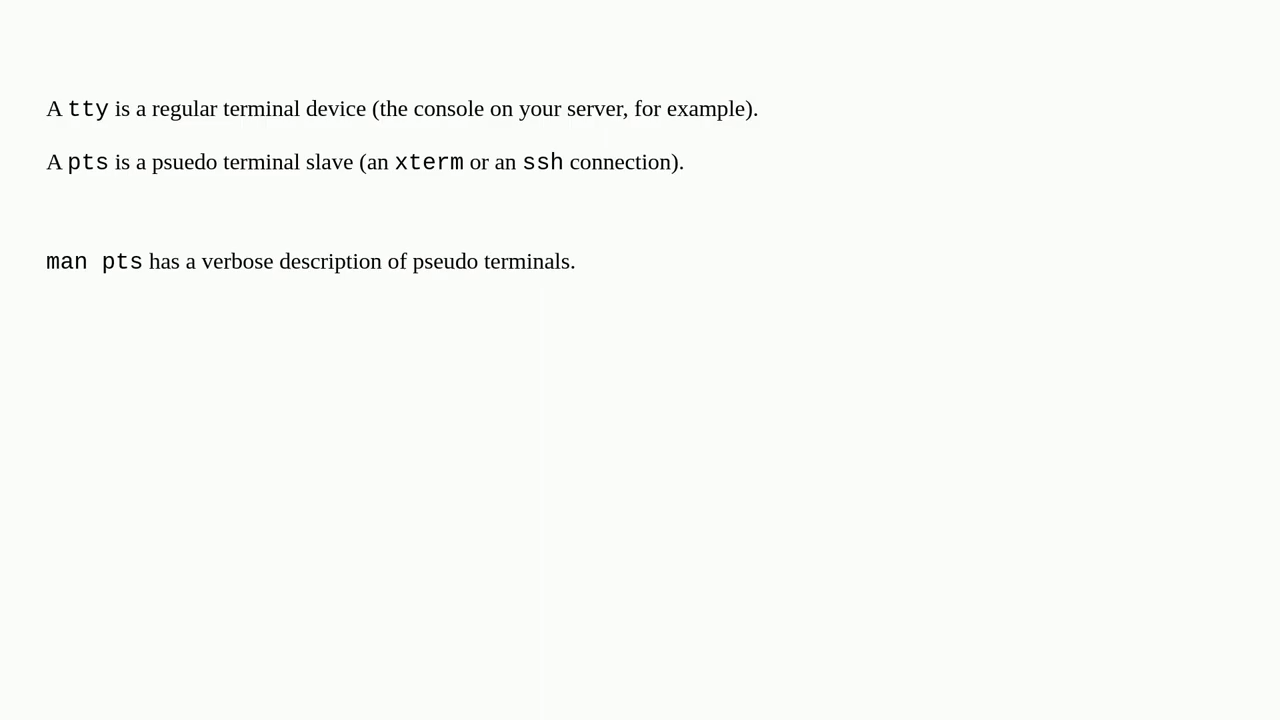 A tty is a regular terminal device (the console on your server, for example).
A pts is a psuedo terminal slave (an xterm or an ssh connection).
man pts has a verbose description of pseudo terminals.